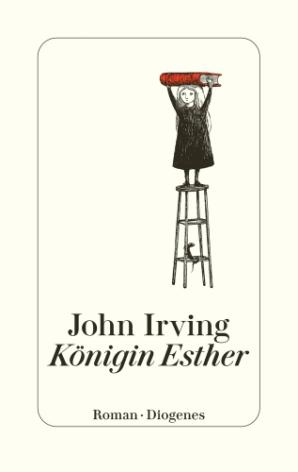 John Irving
Königin Esther
Roman · Diogenes